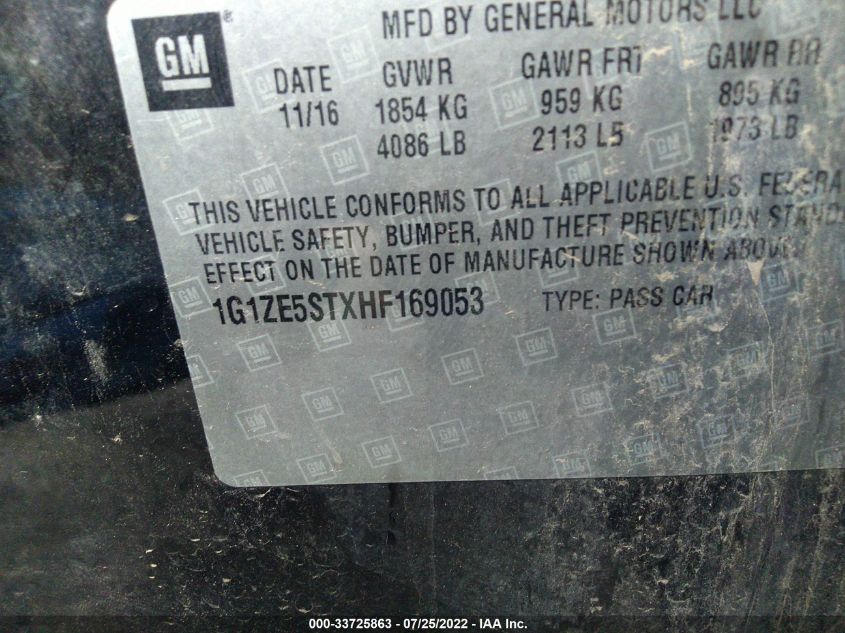 GM
MFD BY GENERAL MOTORS LLC
DATE GVWR GAWR FRT GAWR RR
11/16 1854 KG 959 KG 895 KG
4086 LB 2113 LB 1973 LB
THIS VEHICLE CONFORMS TO ALL APPLICABLE U.S. FEDERA
VEHICLE SAFETY, BUMPER, AND THEFT PREVENTION STAND
EFFECT ON THE DATE OF MANUFACTURE SHOWN ABOVE.
1G1ZE5STXHF169053 TYPE: PASS CAR
000-33725863 - 07/25/2022 - IAA Inc.